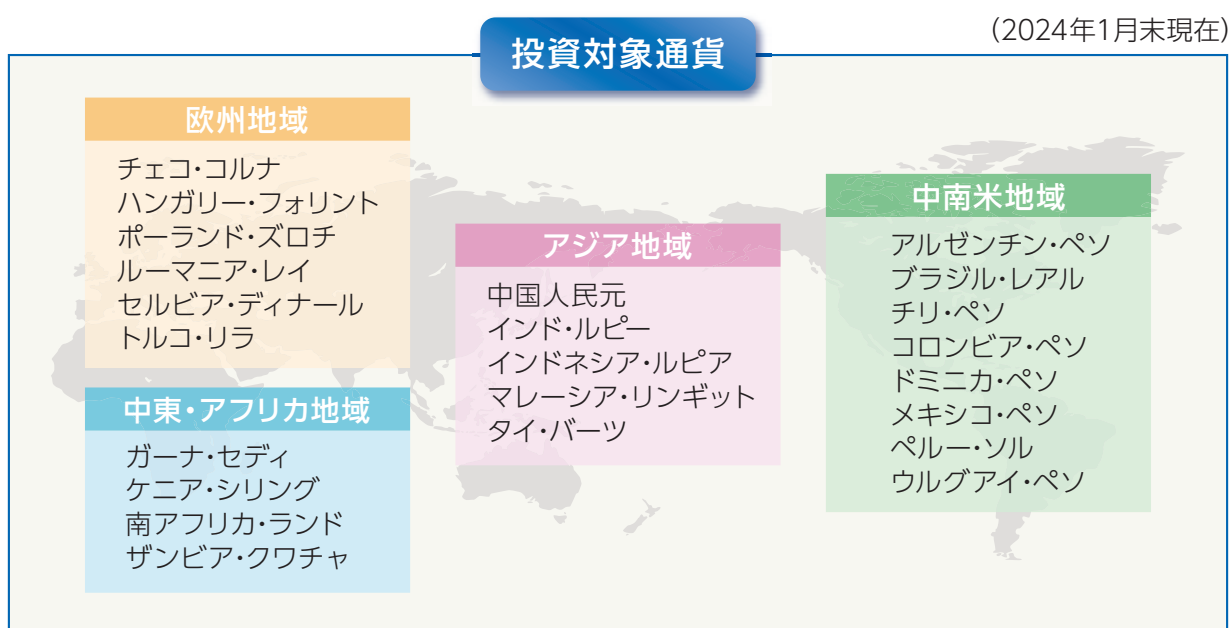 (2024年1月末現在)
投資対象通貨
欧州地域
チェコ・コルナ
ハンガリー・フォリント
ポーランド・ズロチ
ルーマニア・レイ
セルビア・ディナール
トルコ・リラ
中東・アフリカ地域
ガーナ・セディ
ケニア・シリング
南アフリカ・ランド
ザンビア・クワチャ
アジア地域
中国人民元
インド・ルピー
インドネシア・ルピア
マレーシア・リンギット
タイ・バーツ
中南米地域
アルゼンチン・ペソ
ブラジル・レアル
チリ・ペソ
コロンビア・ペソ
ドミニカ・ペソ
メキシコ・ペソ
ペルー・ソル
ウルグアイ・ペソ